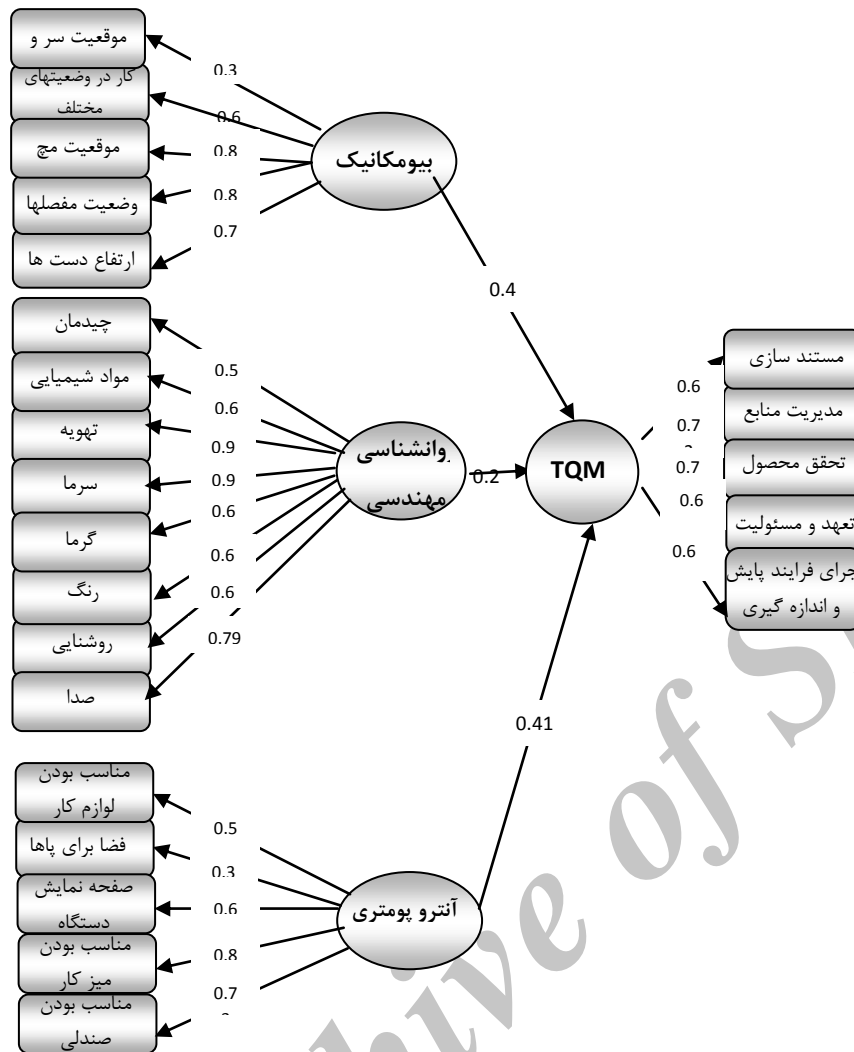 موقعیت سر و
کار در وضعیتهای
مختلف
موقعیت مچ
وضعیت مفصلها
ارتفاع دست ها
0.3
0.6
0.8
0.8
0.7
بیومکانیک
0.4
چیدمان
مواد شیمیایی
تهویه
سرما
گرما
رنگ
روشنایی
صدا
0.5
0.6
0.9
0.9
0.6
0.6
0.6
0.79
روانشناسی
مهندسی
0.2
TQM
0.6
0.7
0.7
0.6
0.6
مستند سازی
مدیریت منابع
تحقق محصول
تعهد و مسئولیت
جرای فرایند پایش
و اندازه گیری
0.41
مناسب بودن
لوازم کار
فضا برای پاها
صفحه نمایش
دستگاه
مناسب بودن
میز کار
مناسب بودن
صندلی
0.5
0.3
0.6
0.8
0.7
آنترو پومتری
hive of S